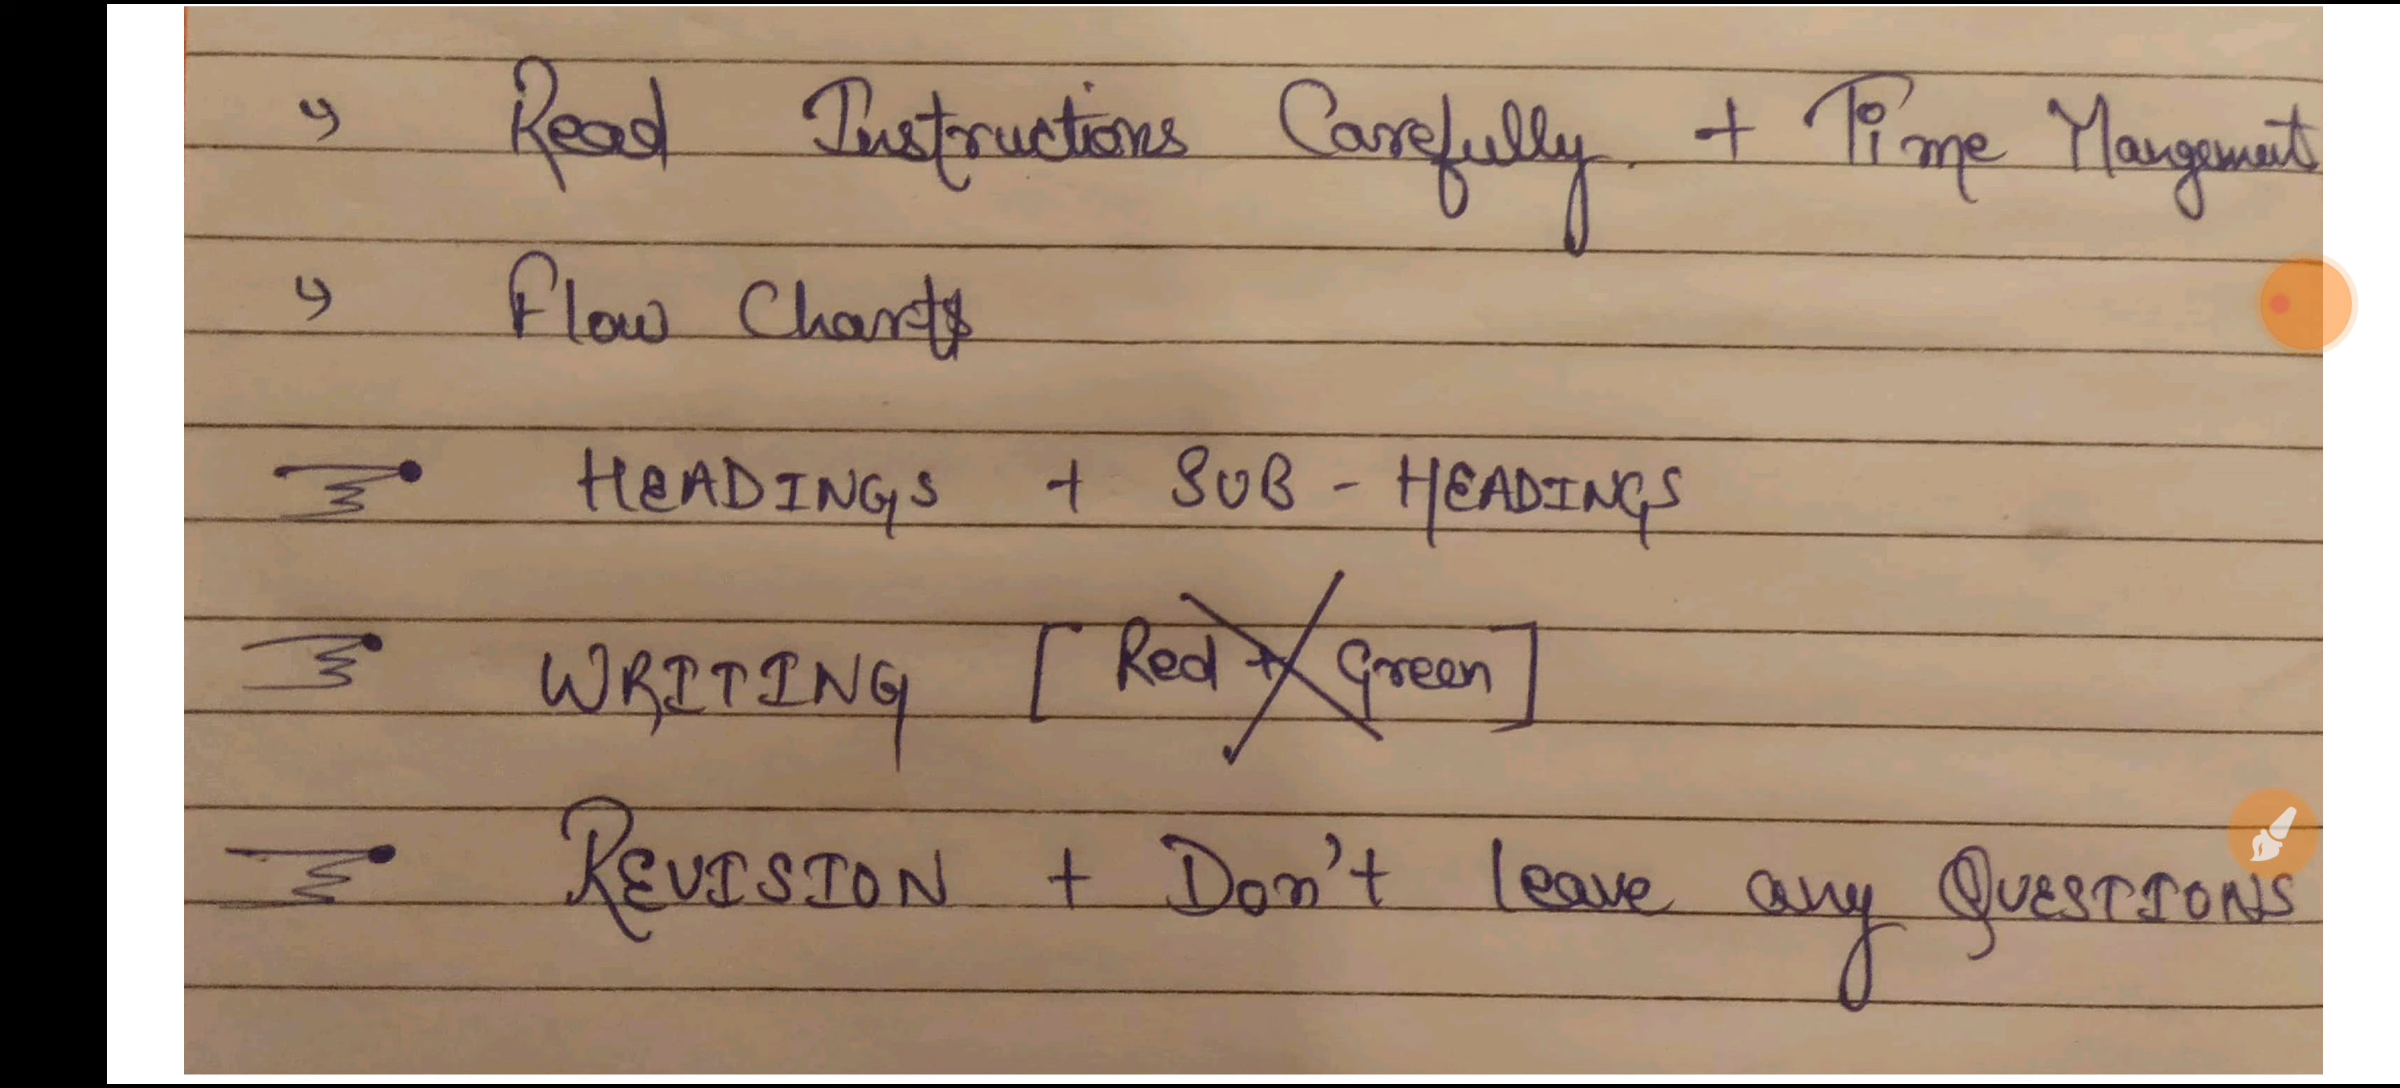 Read Instructions Carefully. + Time Mangement
Flow Charts
HEADINGS + SUB - HEADINGS
WRITING [ Red + Green ]
REVISION + Don't leave any QUESTIONS